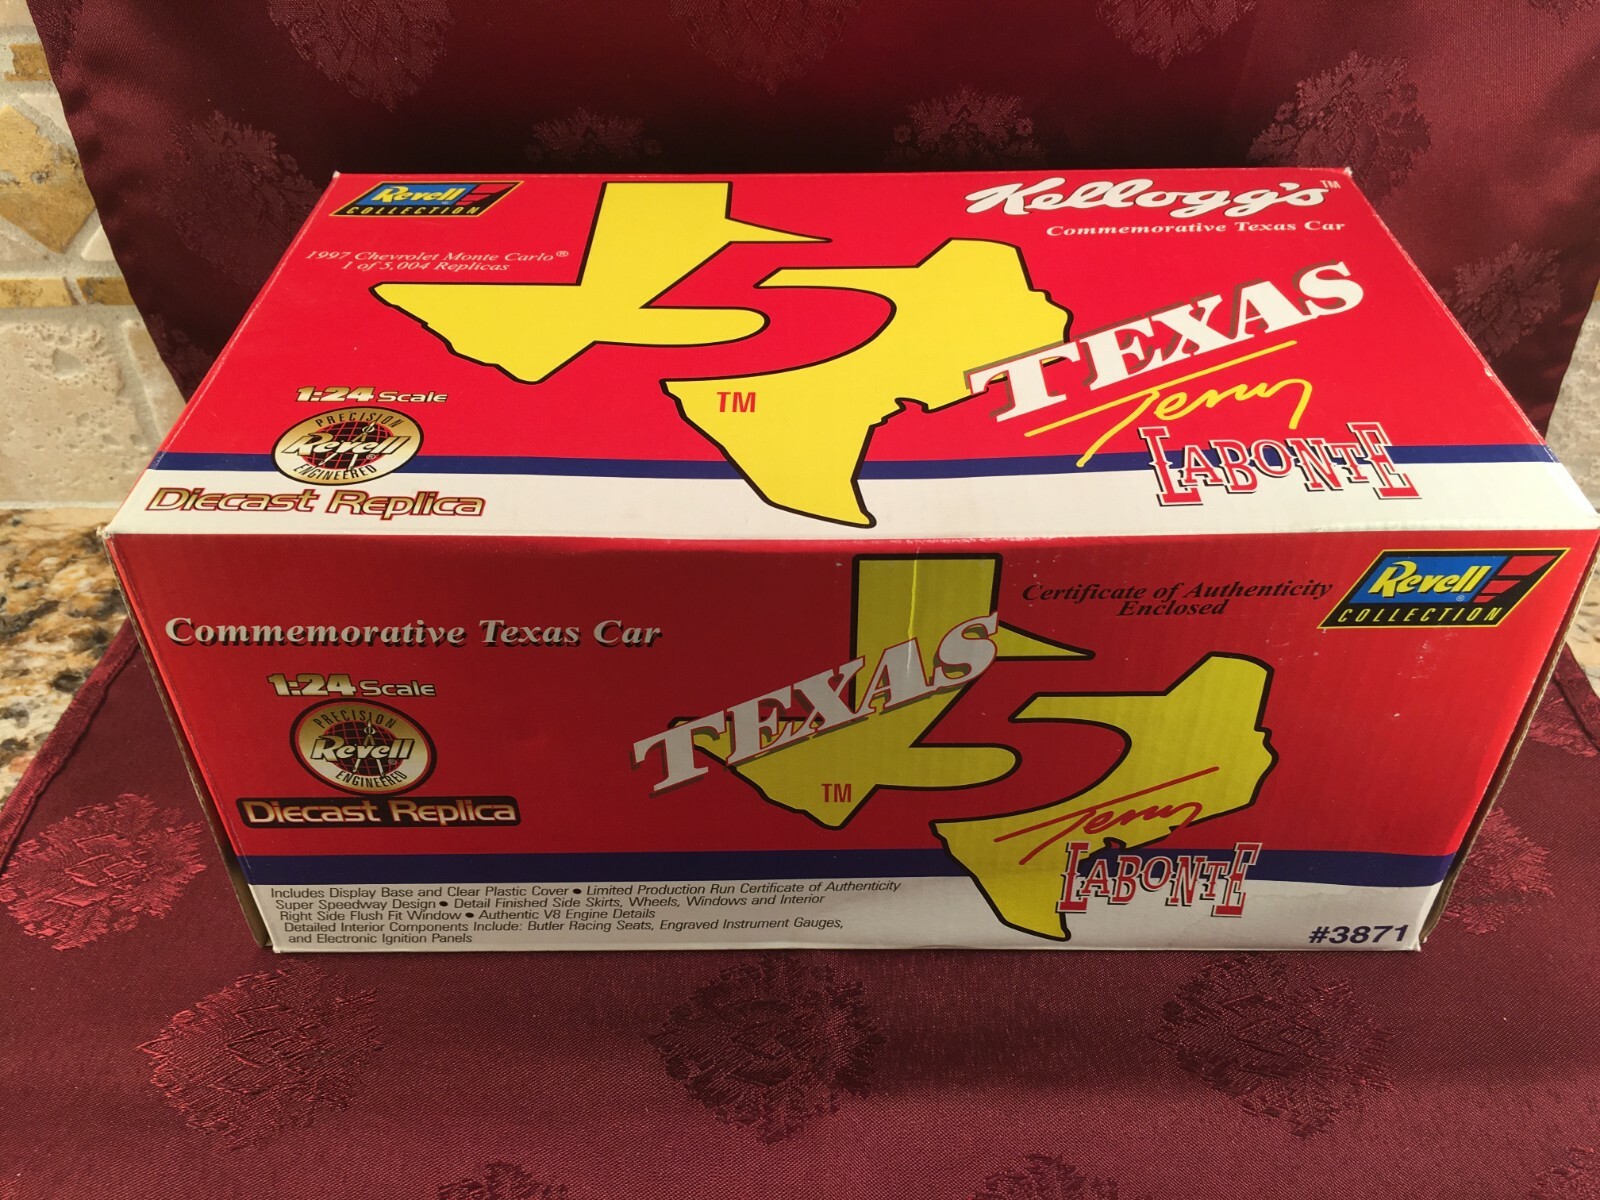 Revell
COLLECTION
Kellogg's™
Commemorative Texas Car
1997 Chevrolet Monte Carlo®
1 of 5,004 Replicas
5
TEXAS
Terry
LABONTE
TM
1:24 Scale
PRECISION
Revell®
ENGINEERED
Diecast Replica
Commemorative Texas Car
1:24 Scale
PRECISION
Revell
ENGINEERED
Diecast Replica
TEXAS
5
TM
Terry
LABONTE
Certificate of Authenticity
Enclosed
Revell®
COLLECTION
Includes Display Base and Clear Plastic Cover • Limited Production Run Certificate of Authenticity
Super Speedway Design • Detail Finished Side Skirts, Wheels, Windows and Interior
Right Side Flush Fit Window • Authentic V8 Engine Details
Detailed Interior Components Include: Butler Racing Seats, Engraved Instrument Gauges,
and Electronic Ignition Panels
#3871